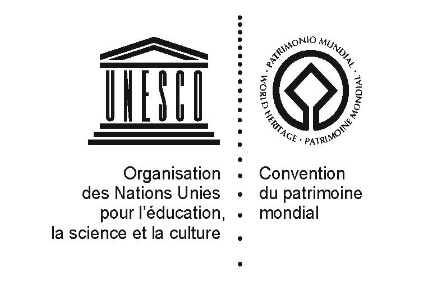 UNESCO
Organisation
des Nations Unies
pour l'éducation,
la science et la culture
PATRIMONIO MUNDIAL • WORLD HERITAGE • PATRIMOINE MONDIAL •
Convention
du patrimoine
mondial